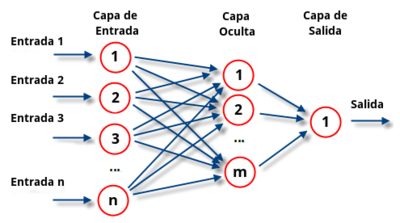 Capa de
Entrada
Capa
Oculta
Capa de
Salida
Entrada 1
Entrada 2
Entrada 3
Entrada n
1
2
3
...
n
1
2
...
m
1
Salida